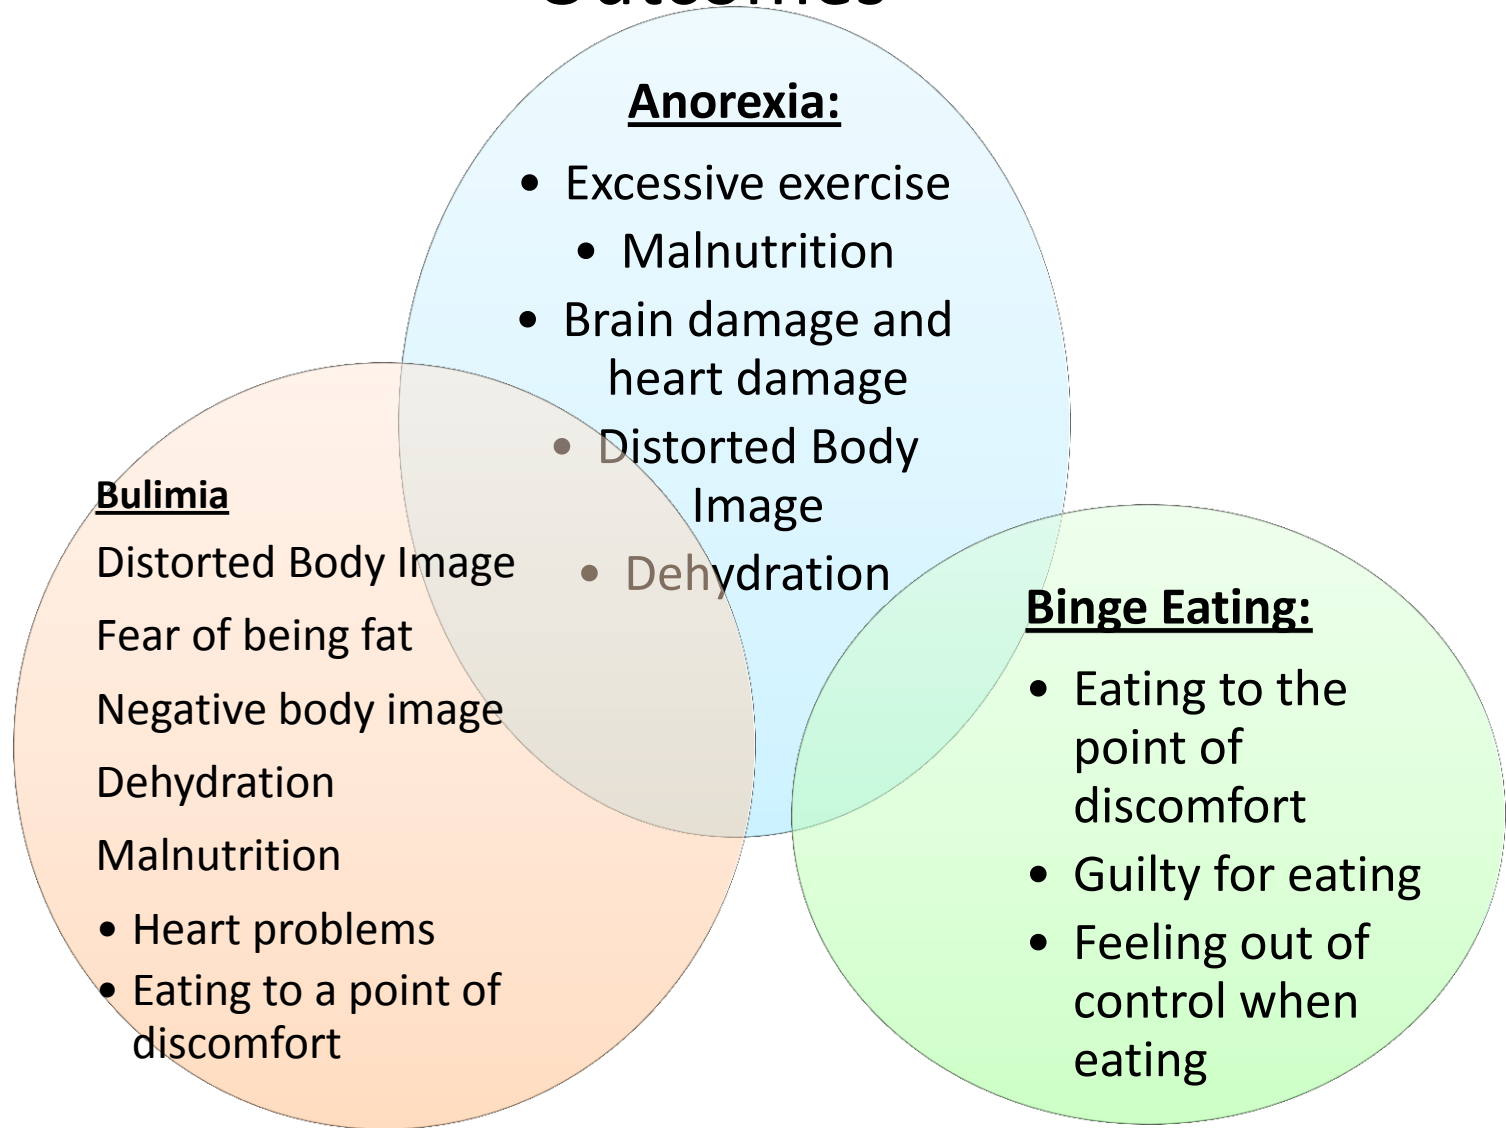 Outcomes
Anorexia:
• Excessive exercise
• Malnutrition
• Brain damage and
heart damage
• Distorted Body
Image
• Dehydration
Bulimia
Distorted Body Image
Fear of being fat
Negative body image
Dehydration
Malnutrition
• Heart problems
• Eating to a point of
discomfort
Binge Eating:
• Eating to the
point of
discomfort
• Guilty for eating
• Feeling out of
control when
eating